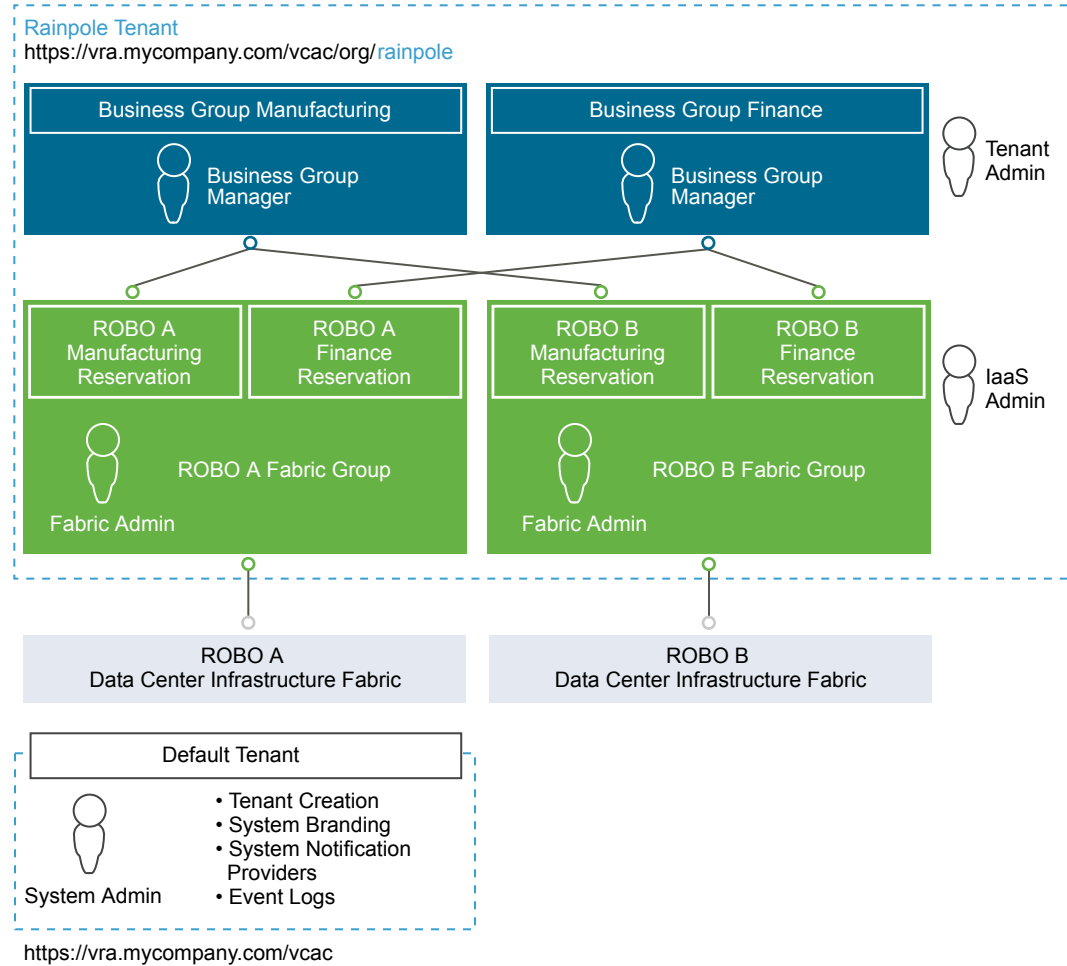 Rainpole Tenant
https://vra.mycompany.com/vcac/org/rainpole
Business Group Manufacturing
Business Group
Manager
Business Group Finance
Business Group
Manager
Tenant
Admin
ROBO A
Manufacturing
Reservation
ROBO A
Finance
Reservation
ROBO B
Manufacturing
Reservation
ROBO B
Finance
Reservation
IaaS
Admin
ROBO A Fabric Group
Fabric Admin
ROBO B Fabric Group
Fabric Admin
ROBO A
Data Center Infrastructure Fabric
ROBO B
Data Center Infrastructure Fabric
Default Tenant
• Tenant Creation
• System Branding
• System Notification
Providers
• Event Logs
System Admin
https://vra.mycompany.com/vcac